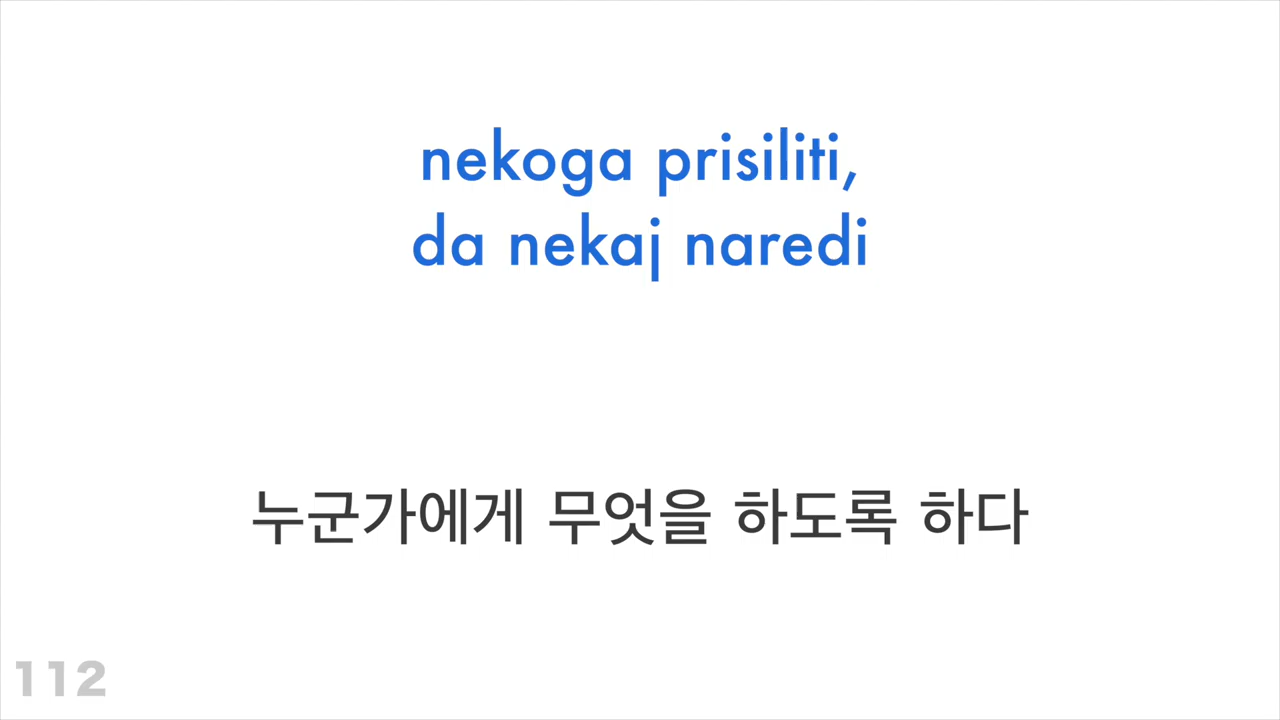 nekoga prisiliti,
da nekaj naredi
누군가에게 무엇을 하도록 하다
112